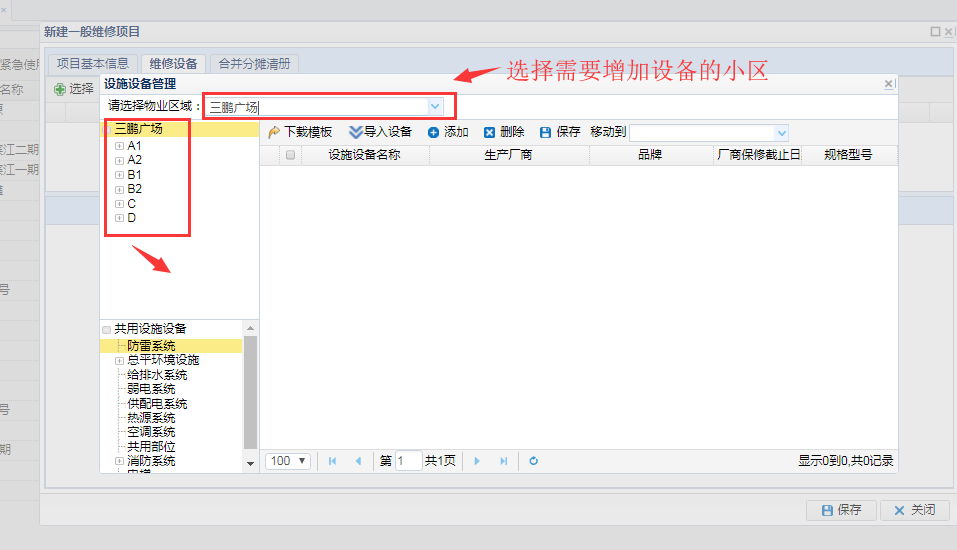 新建一般维修项目
紧急使用
项目基本信息 维修设备 合并分摊清册
名称
选择
设施设备管理
选择需要增加设备的小区
请选择物业区域： 三鹏广场
三鹏广场
下载模板 导入设备 添加 删除 保存 移动到
设施设备名称 生产厂商 品牌 厂商保修截止日 规格型号
A1
A2
B1
B2
C
D
滨江二期
滨江一期
号
号
期
共用设施设备
防雷系统
总平环境设施
给排水系统
弱电系统
供配电系统
热源系统
空调系统
共用部位
消防系统
电梯
100 第 1 共1页 显示0到0,共0记录
保存 关闭